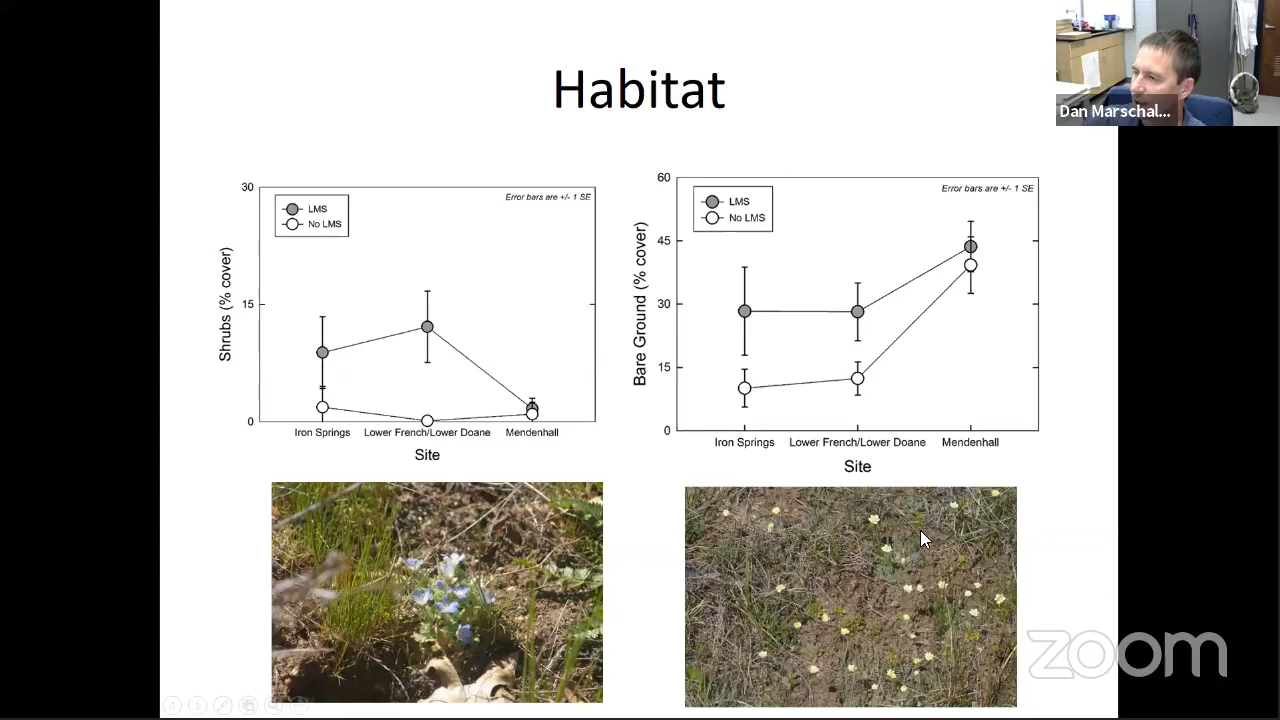 Habitat
Dan Marschal...
30
15
0
Shrubs (% cover)
LMS
No LMS
Error bars are +/- 1 SE
Iron Springs
Lower French/Lower Doane
Mendenhall
Site
60
45
30
15
0
Bare Ground (% cover)
LMS
No LMS
Error bars are +/- 1 SE
Iron Springs
Lower French/Lower Doane
Mendenhall
Site
zoom